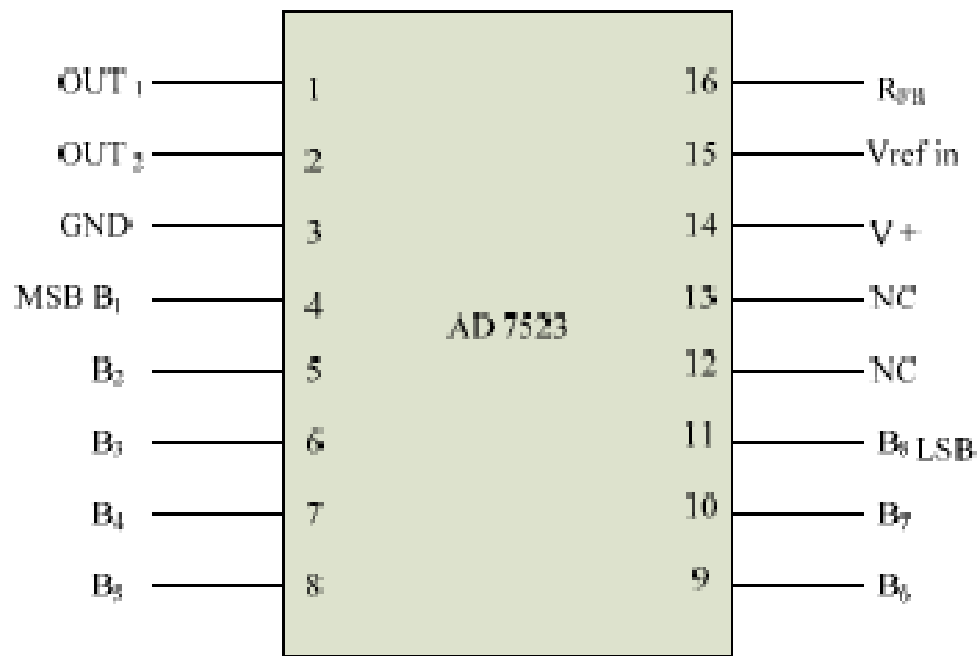 OUT 1 1 16 RFB
OUT 2 2 15 Vref in
GND 3 14 V +
MSB B1 4 13 NC
AD 7523
B2 5 12 NC
B3 6 11 B8 LSB
B4 7 10 B7
B5 8 9 B6